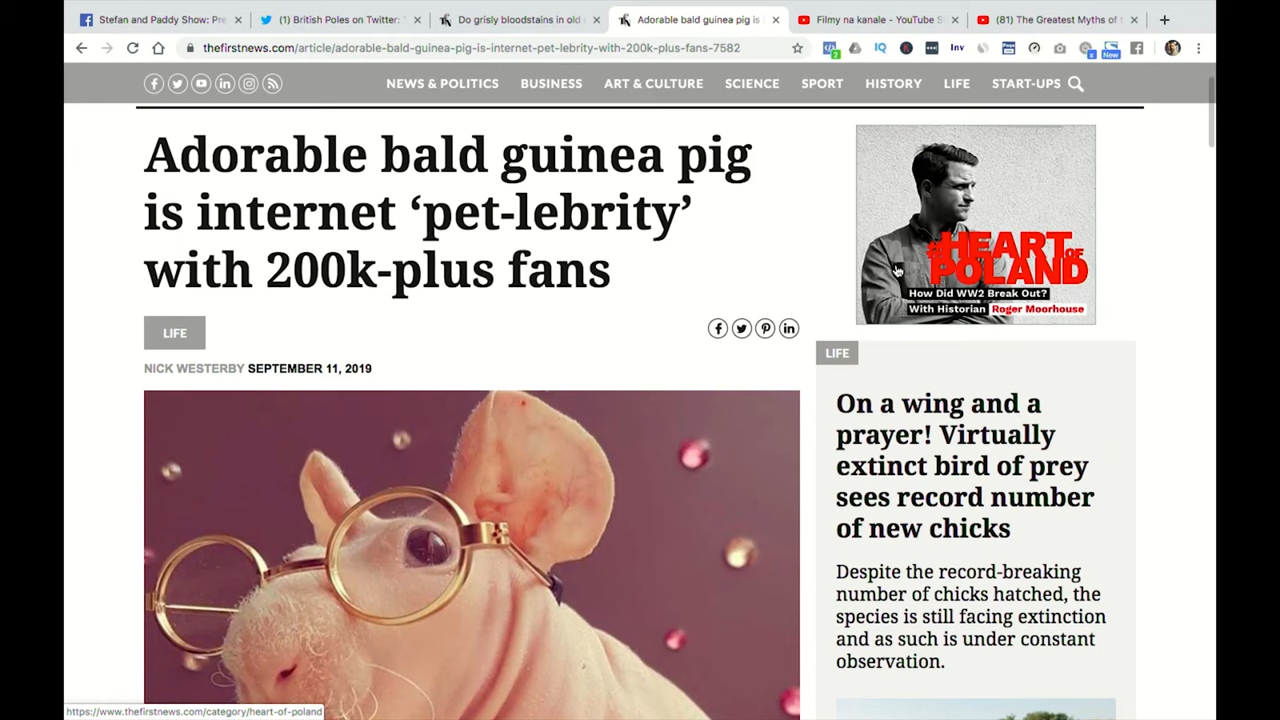 Stefan and Paddy Show: Pre
(1) British Poles on Twitter: "
Do grisly bloodstains in old
Adorable bald guinea pig is
Filmy na kanale - YouTube S
(81) The Greatest Myths of
thefirstnews.com/article/adorable-bald-guinea-pig-is-internet-pet-lebrity-with-200k-plus-fans-7582
IQ
Inv
New
NEWS & POLITICS BUSINESS ART & CULTURE SCIENCE SPORT HISTORY LIFE START-UPS
Adorable bald guinea pig
is internet ‘pet-lebrity’
with 200k-plus fans
LIFE
NICK WESTERBY SEPTEMBER 11, 2019
#HEART OF
POLAND
How Did WW2 Break Out?
With Historian Roger Moorhouse
LIFE
On a wing and a
prayer! Virtually
extinct bird of prey
sees record number
of new chicks
Despite the record-breaking
number of chicks hatched, the
species is still facing extinction
and as such is under constant
observation.
https://www.thefirstnews.com/category/heart-of-poland